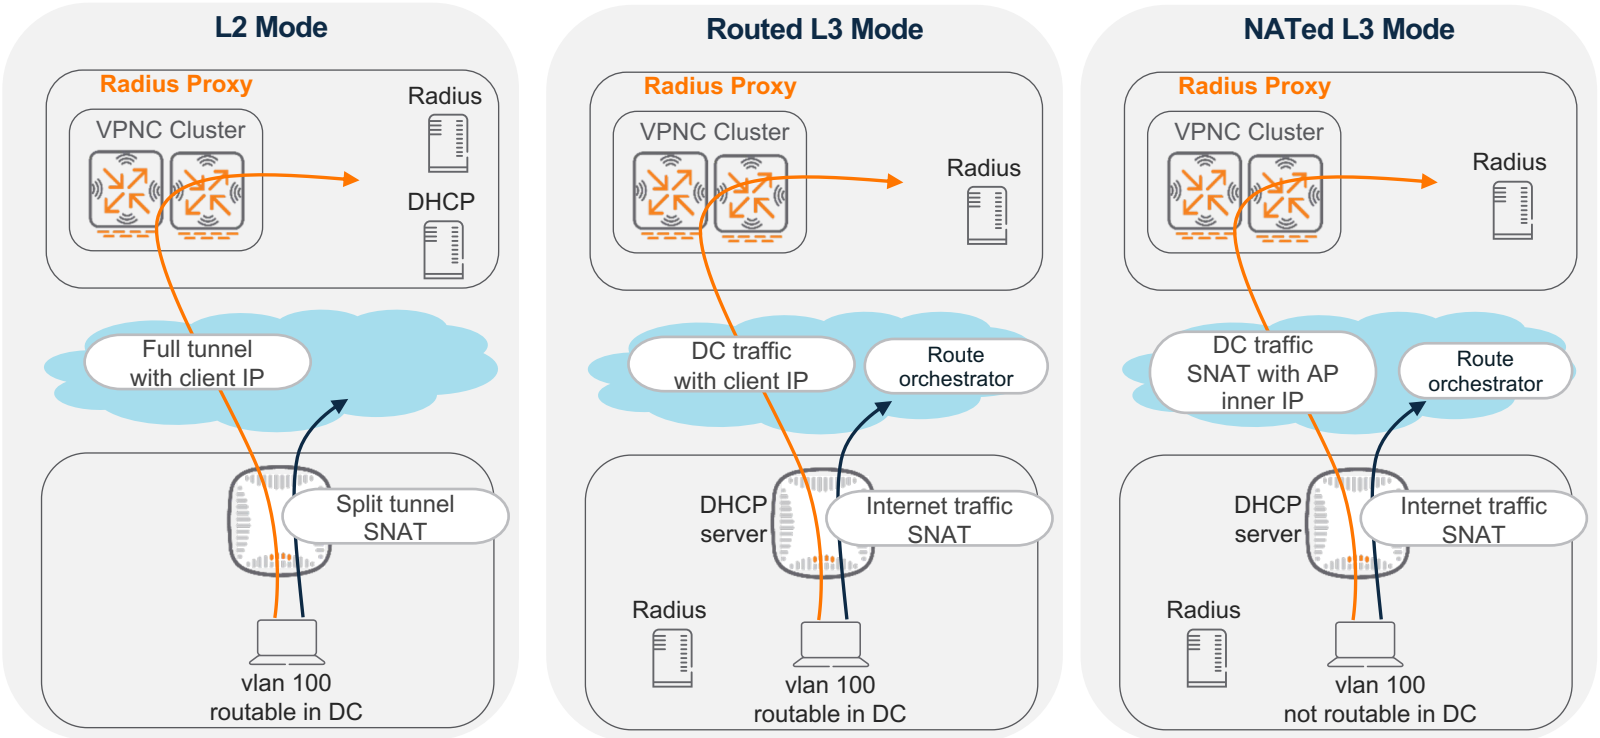 L2 Mode
Radius Proxy
VPNC Cluster
Radius
DHCP
Full tunnel
with client IP
Split tunnel
SNAT
vlan 100
routable in DC
Routed L3 Mode
Radius Proxy
VPNC Cluster
Radius
DC traffic
with client IP
Route
orchestrator
DHCP
server
Internet traffic
SNAT
Radius
vlan 100
routable in DC
NATed L3 Mode
Radius Proxy
VPNC Cluster
Radius
DC traffic
SNAT with AP
inner IP
Route
orchestrator
DHCP
server
Internet traffic
SNAT
Radius
vlan 100
not routable in DC